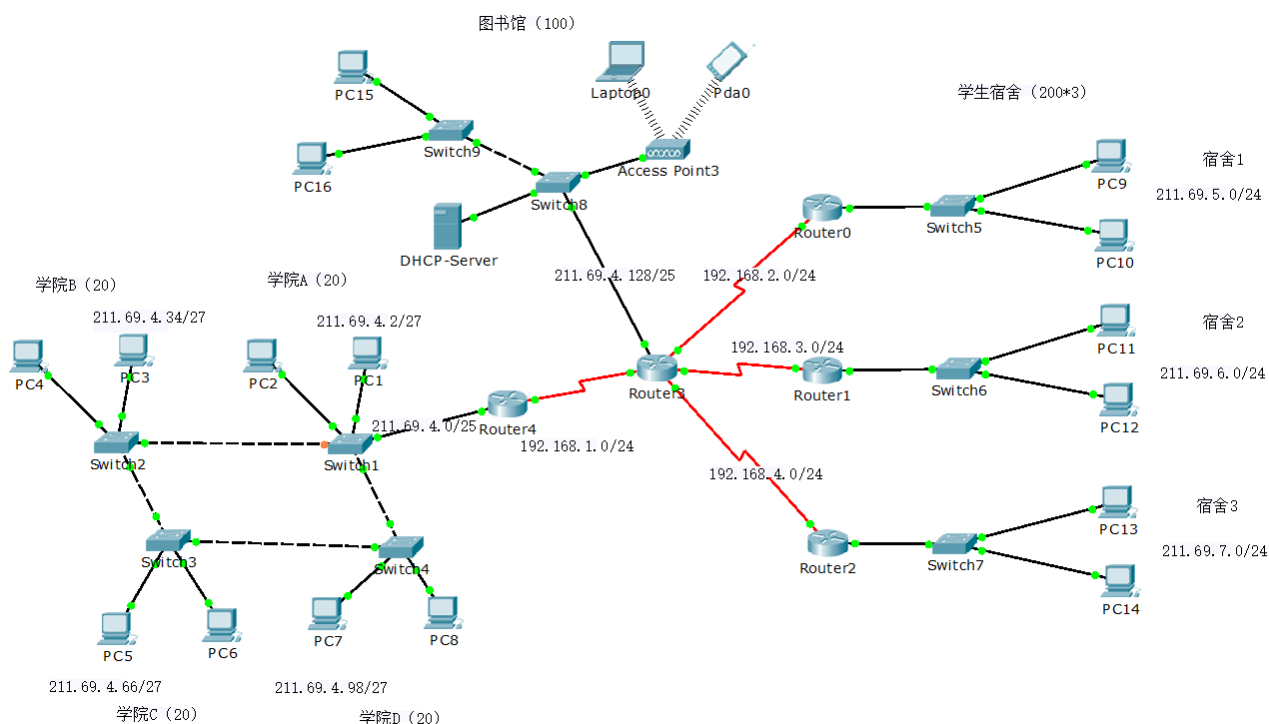 图书馆（100）
PC15
Laptop0
Pda0
学生宿舍（200*3）
Switch9
PC16
Access Point3
PC9
宿舍1
Switch8
211.69.5.0/24
Router0
Switch5
DHCP-Server
PC10
211.69.4.128/25
192.168.2.0/24
学院B（20）
学院A（20）
211.69.4.34/27
211.69.4.2/27
PC11
宿舍2
192.168.3.0/24
PC4
PC3
PC2
PC1
Router3
Router1
Switch6
211.69.6.0/24
PC12
211.69.4.0/25
Router4
192.168.1.0/24
Switch2
Switch1
192.168.4.0/24
PC13
宿舍3
Switch3
Switch4
Router2
Switch7
211.69.7.0/24
PC14
PC7
PC8
PC5
PC6
211.69.4.66/27
211.69.4.98/27
学院C（20）
学院D（20）